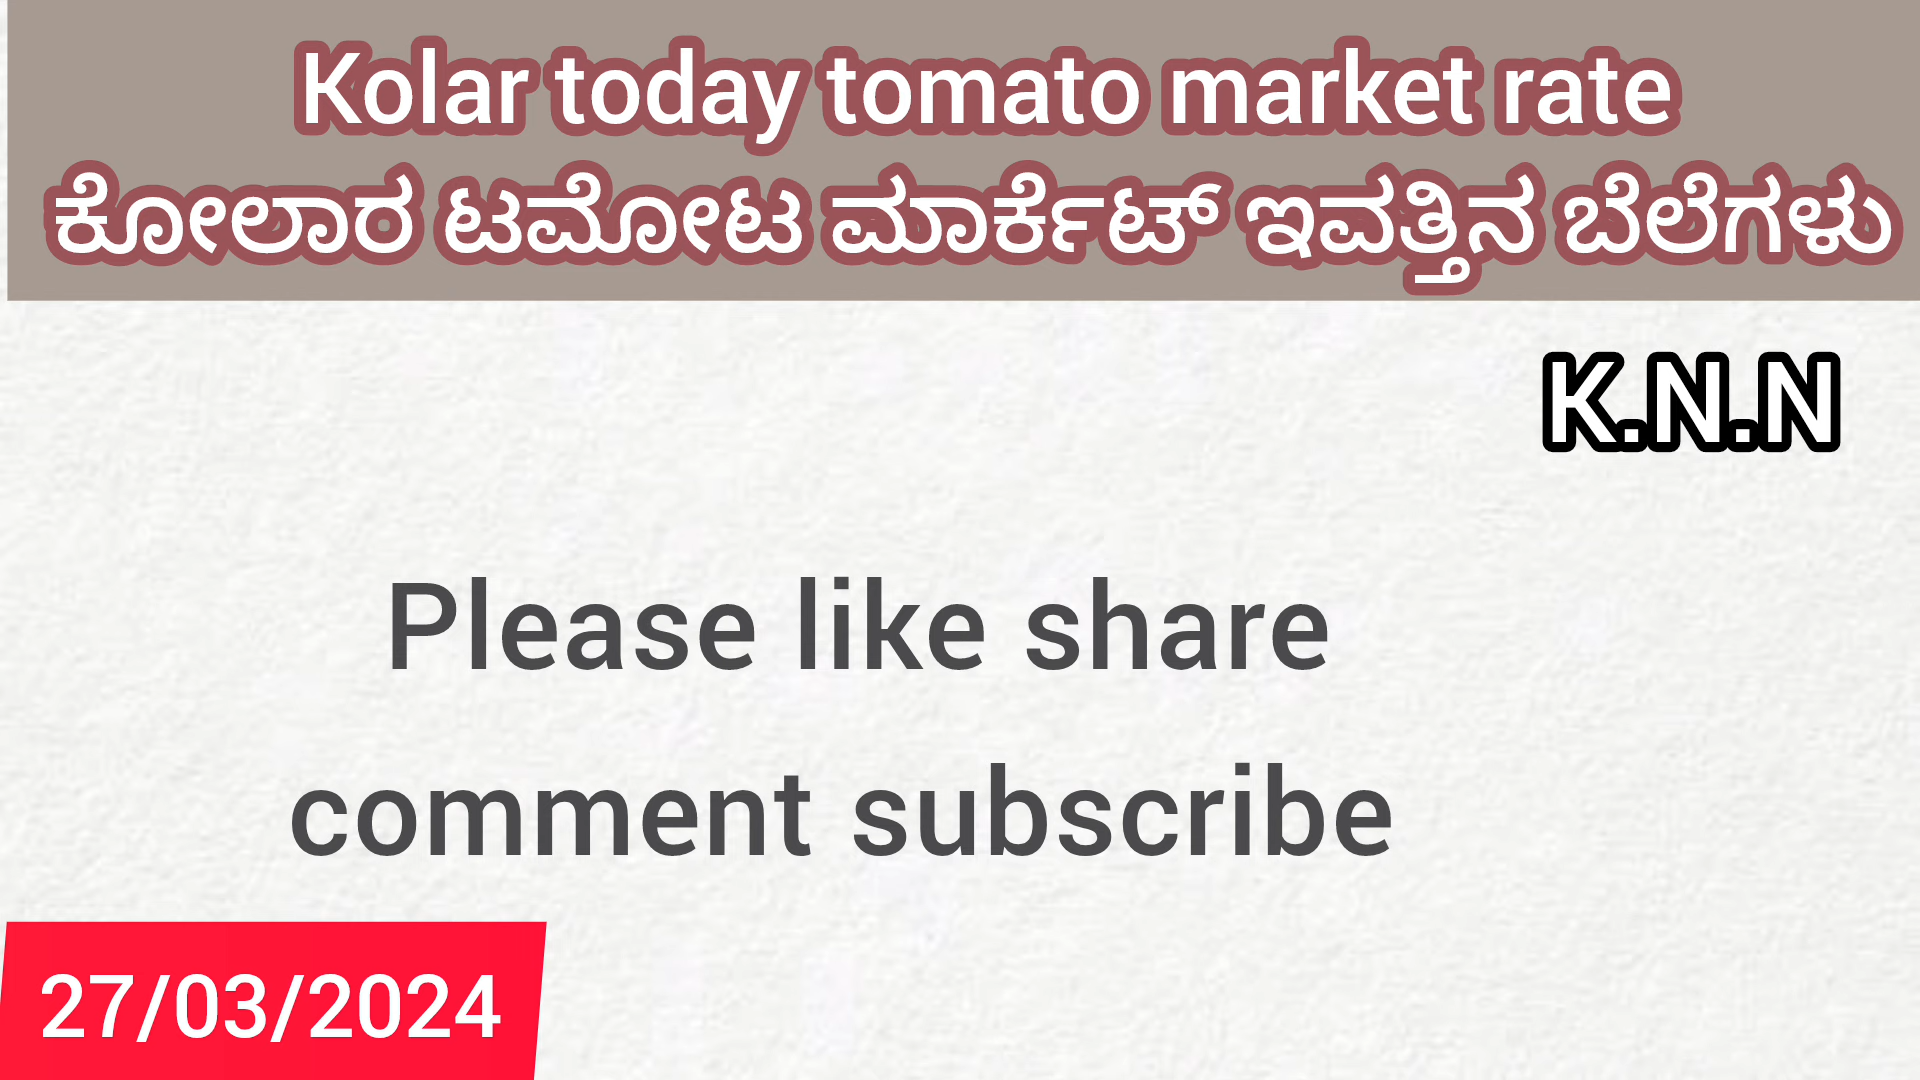 Kolar today tomato market rate
ಕೋಲಾರ ಟಮೋಟ ಮಾರ್ಕೆಟ್ ಇವತ್ತಿನ ಬೆಲೆಗಳು
K.N.N
Please like share
comment subscribe
27/03/2024